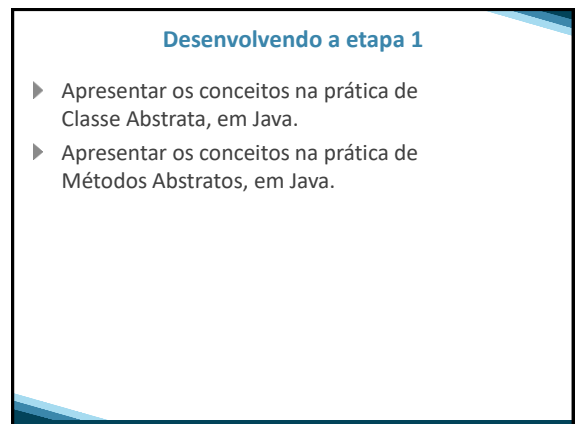 Desenvolvendo a etapa 1
Apresentar os conceitos na prática de
Classe Abstrata, em Java.
Apresentar os conceitos na prática de
Métodos Abstratos, em Java.